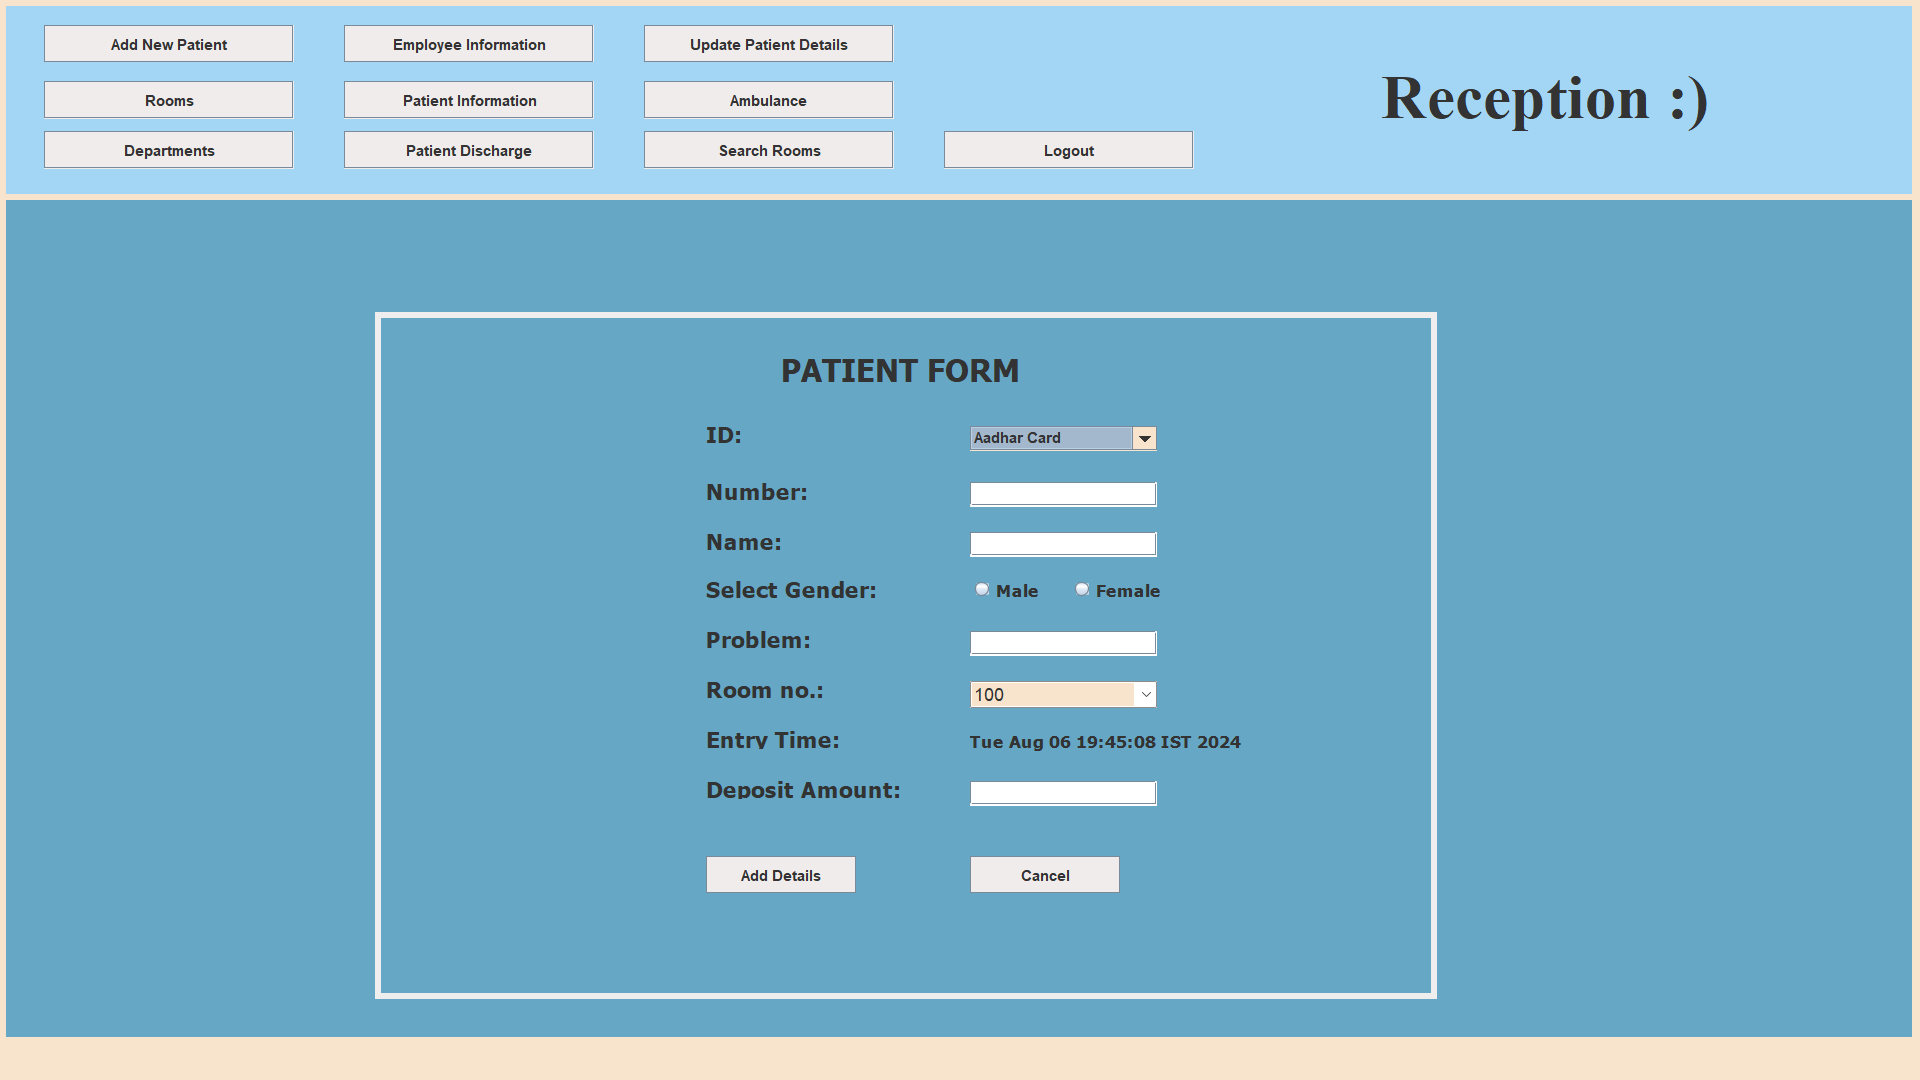 Add New Patient
Employee Information
Update Patient Details
Rooms
Patient Information
Ambulance
Departments
Patient Discharge
Search Rooms
Logout
Reception :)
PATIENT FORM
ID:
Aadhar Card
Number:
Name:
Select Gender:
Male
Female
Problem:
Room no.:
100
Entry Time:
Tue Aug 06 19:45:08 IST 2024
Deposit Amount:
Add Details
Cancel